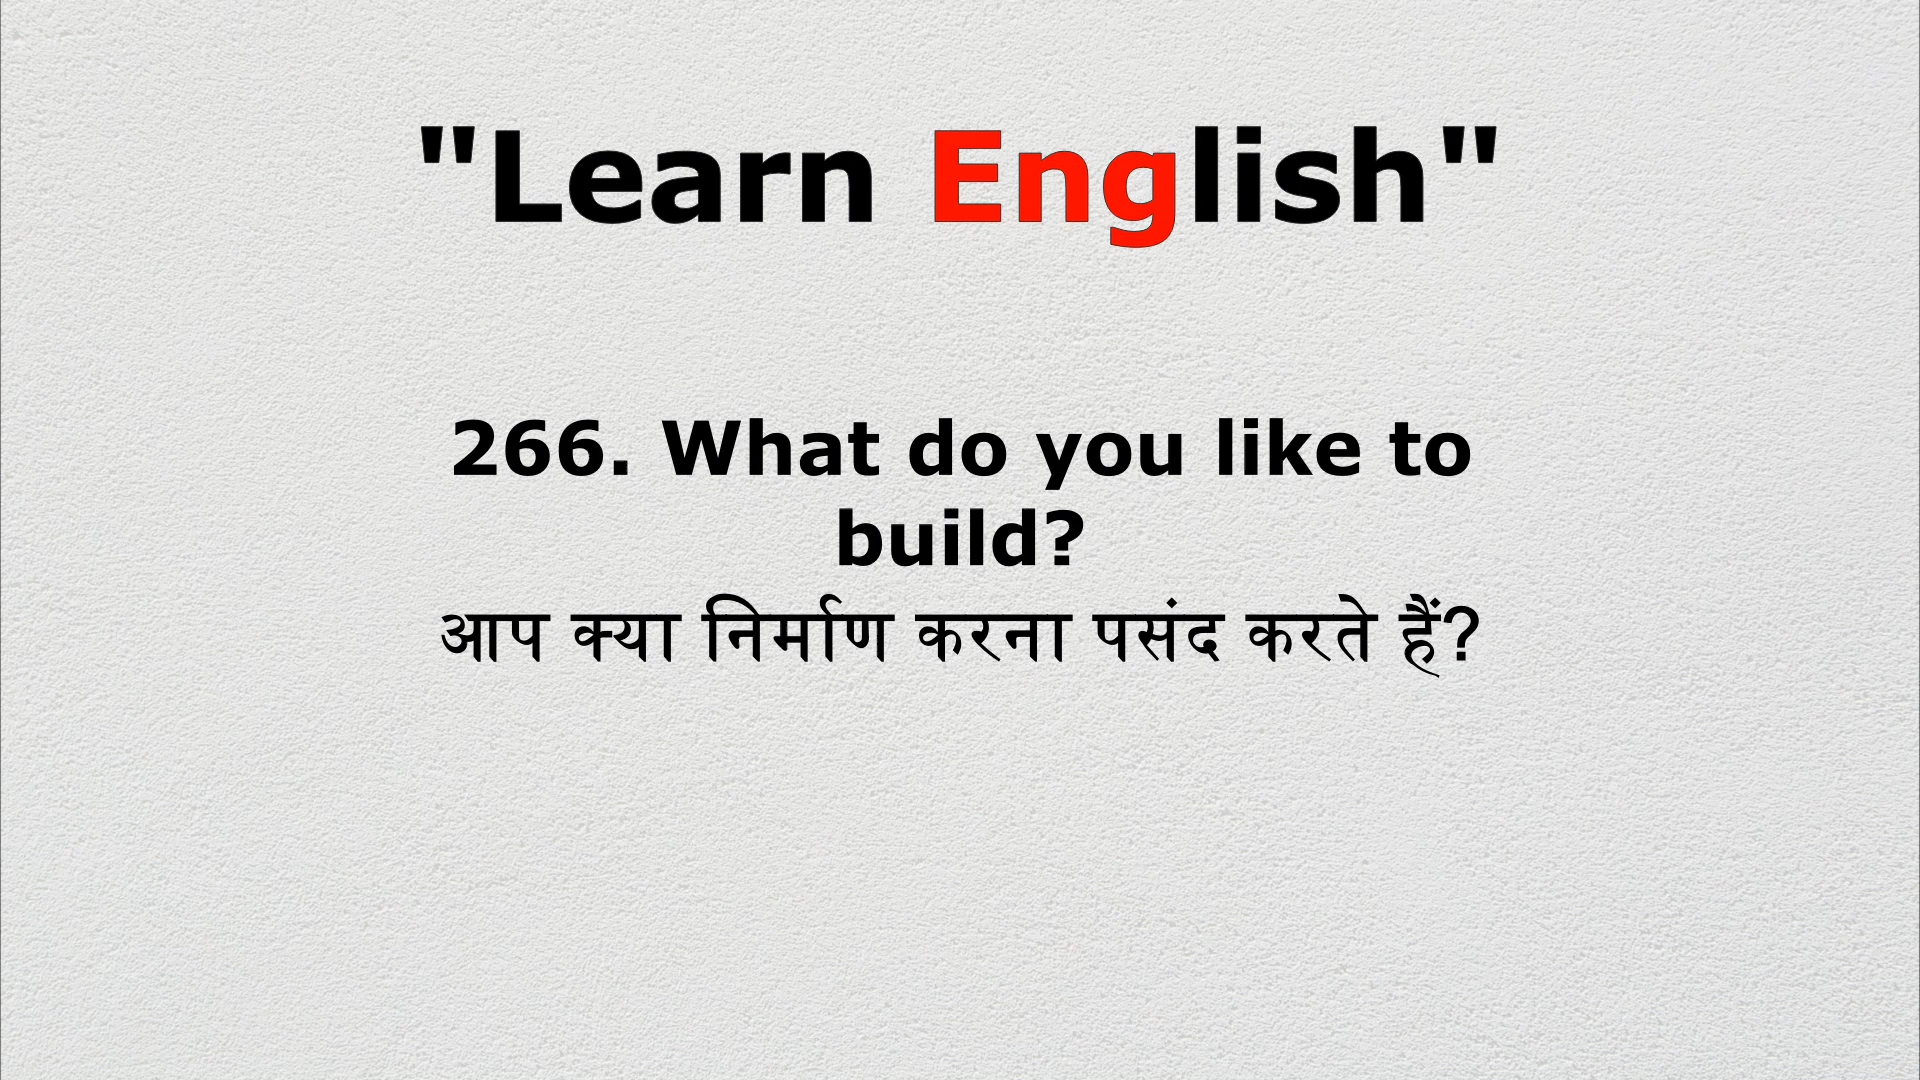 "Learn English"
266. What do you like to
build?
आप क्या निर्माण करना पसंद करते हैं?